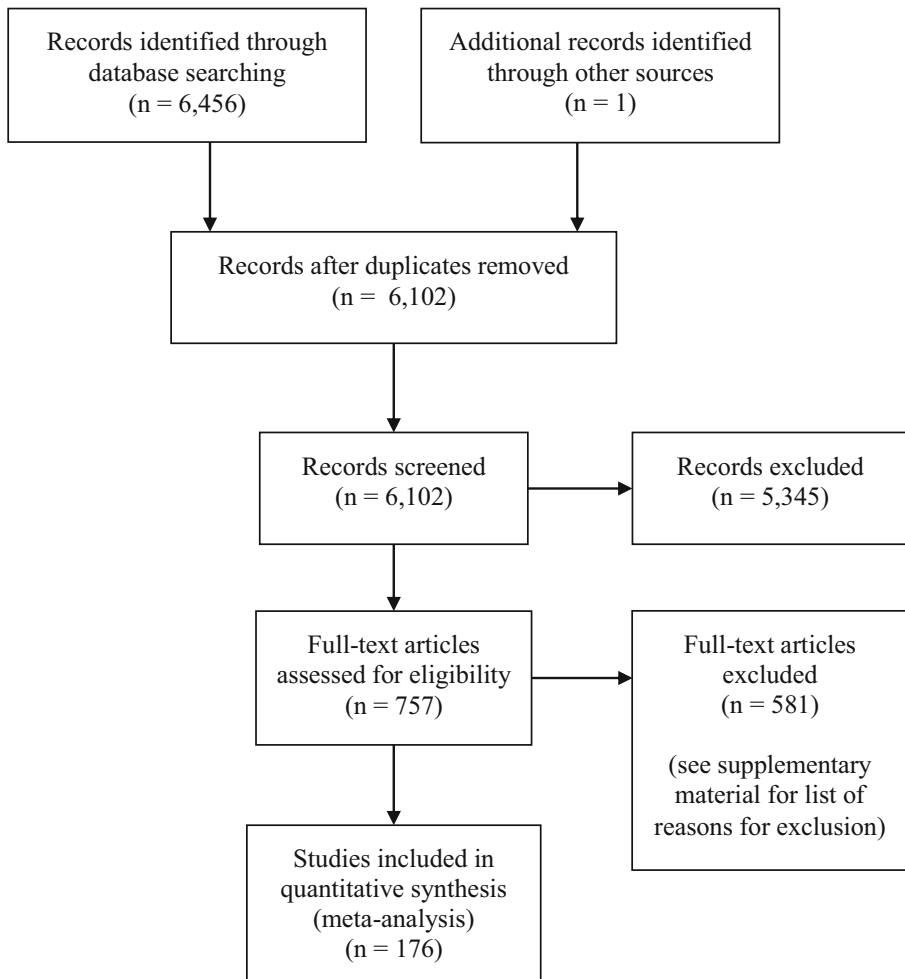 Records identified through
database searching
(n = 6,456)
Additional records identified
through other sources
(n = 1)
Records after duplicates removed
(n = 6,102)
Records screened
(n = 6,102)
Records excluded
(n = 5,345)
Full-text articles
assessed for eligibility
(n = 757)
Full-text articles
excluded
(n = 581)
(see supplementary
material for list of
reasons for exclusion)
Studies included in
quantitative synthesis
(meta-analysis)
(n = 176)